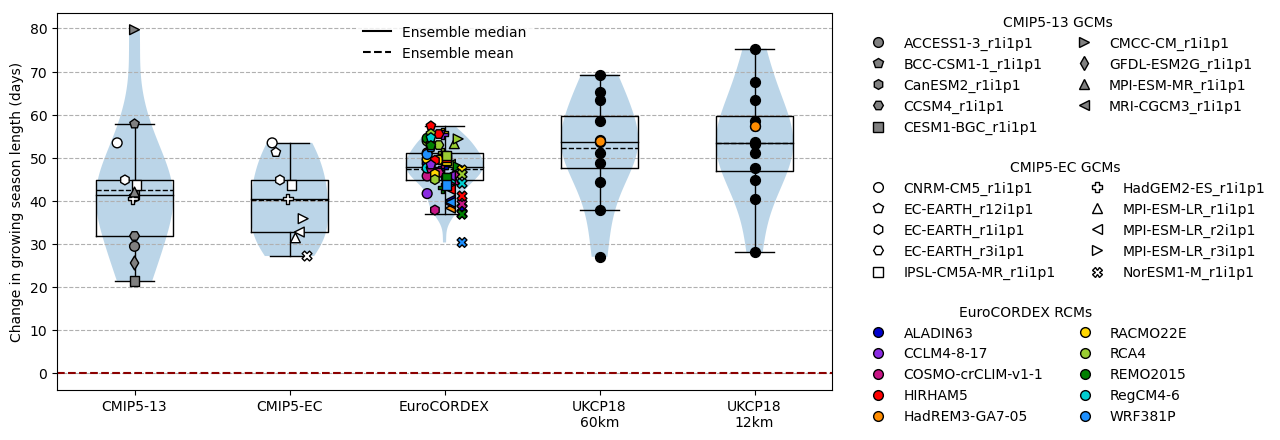 Change in growing season length (days)
80
70
60
50
40
30
20
10
0
Ensemble median
Ensemble mean
CMIP5-13
CMIP5-EC
EuroCORDEX
UKCP18
60km
UKCP18
12km
CMIP5-13 GCMs
ACCESS1-3_r1i1p1
BCC-CSM1-1_r1i1p1
CanESM2_r1i1p1
CCSM4_r1i1p1
CESM1-BGC_r1i1p1
CMCC-CM_r1i1p1
GFDL-ESM2G_r1i1p1
MPI-ESM-MR_r1i1p1
MRI-CGCM3_r1i1p1
CMIP5-EC GCMs
CNRM-CM5_r1i1p1
EC-EARTH_r12i1p1
EC-EARTH_r1i1p1
EC-EARTH_r3i1p1
IPSL-CM5A-MR_r1i1p1
HadGEM2-ES_r1i1p1
MPI-ESM-LR_r1i1p1
MPI-ESM-LR_r2i1p1
MPI-ESM-LR_r3i1p1
NorESM1-M_r1i1p1
EuroCORDEX RCMs
ALADIN63
CCLM4-8-17
COSMO-crCLIM-v1-1
HIRHAM5
HadREM3-GA7-05
RACMO22E
RCA4
REMO2015
RegCM4-6
WRF381P